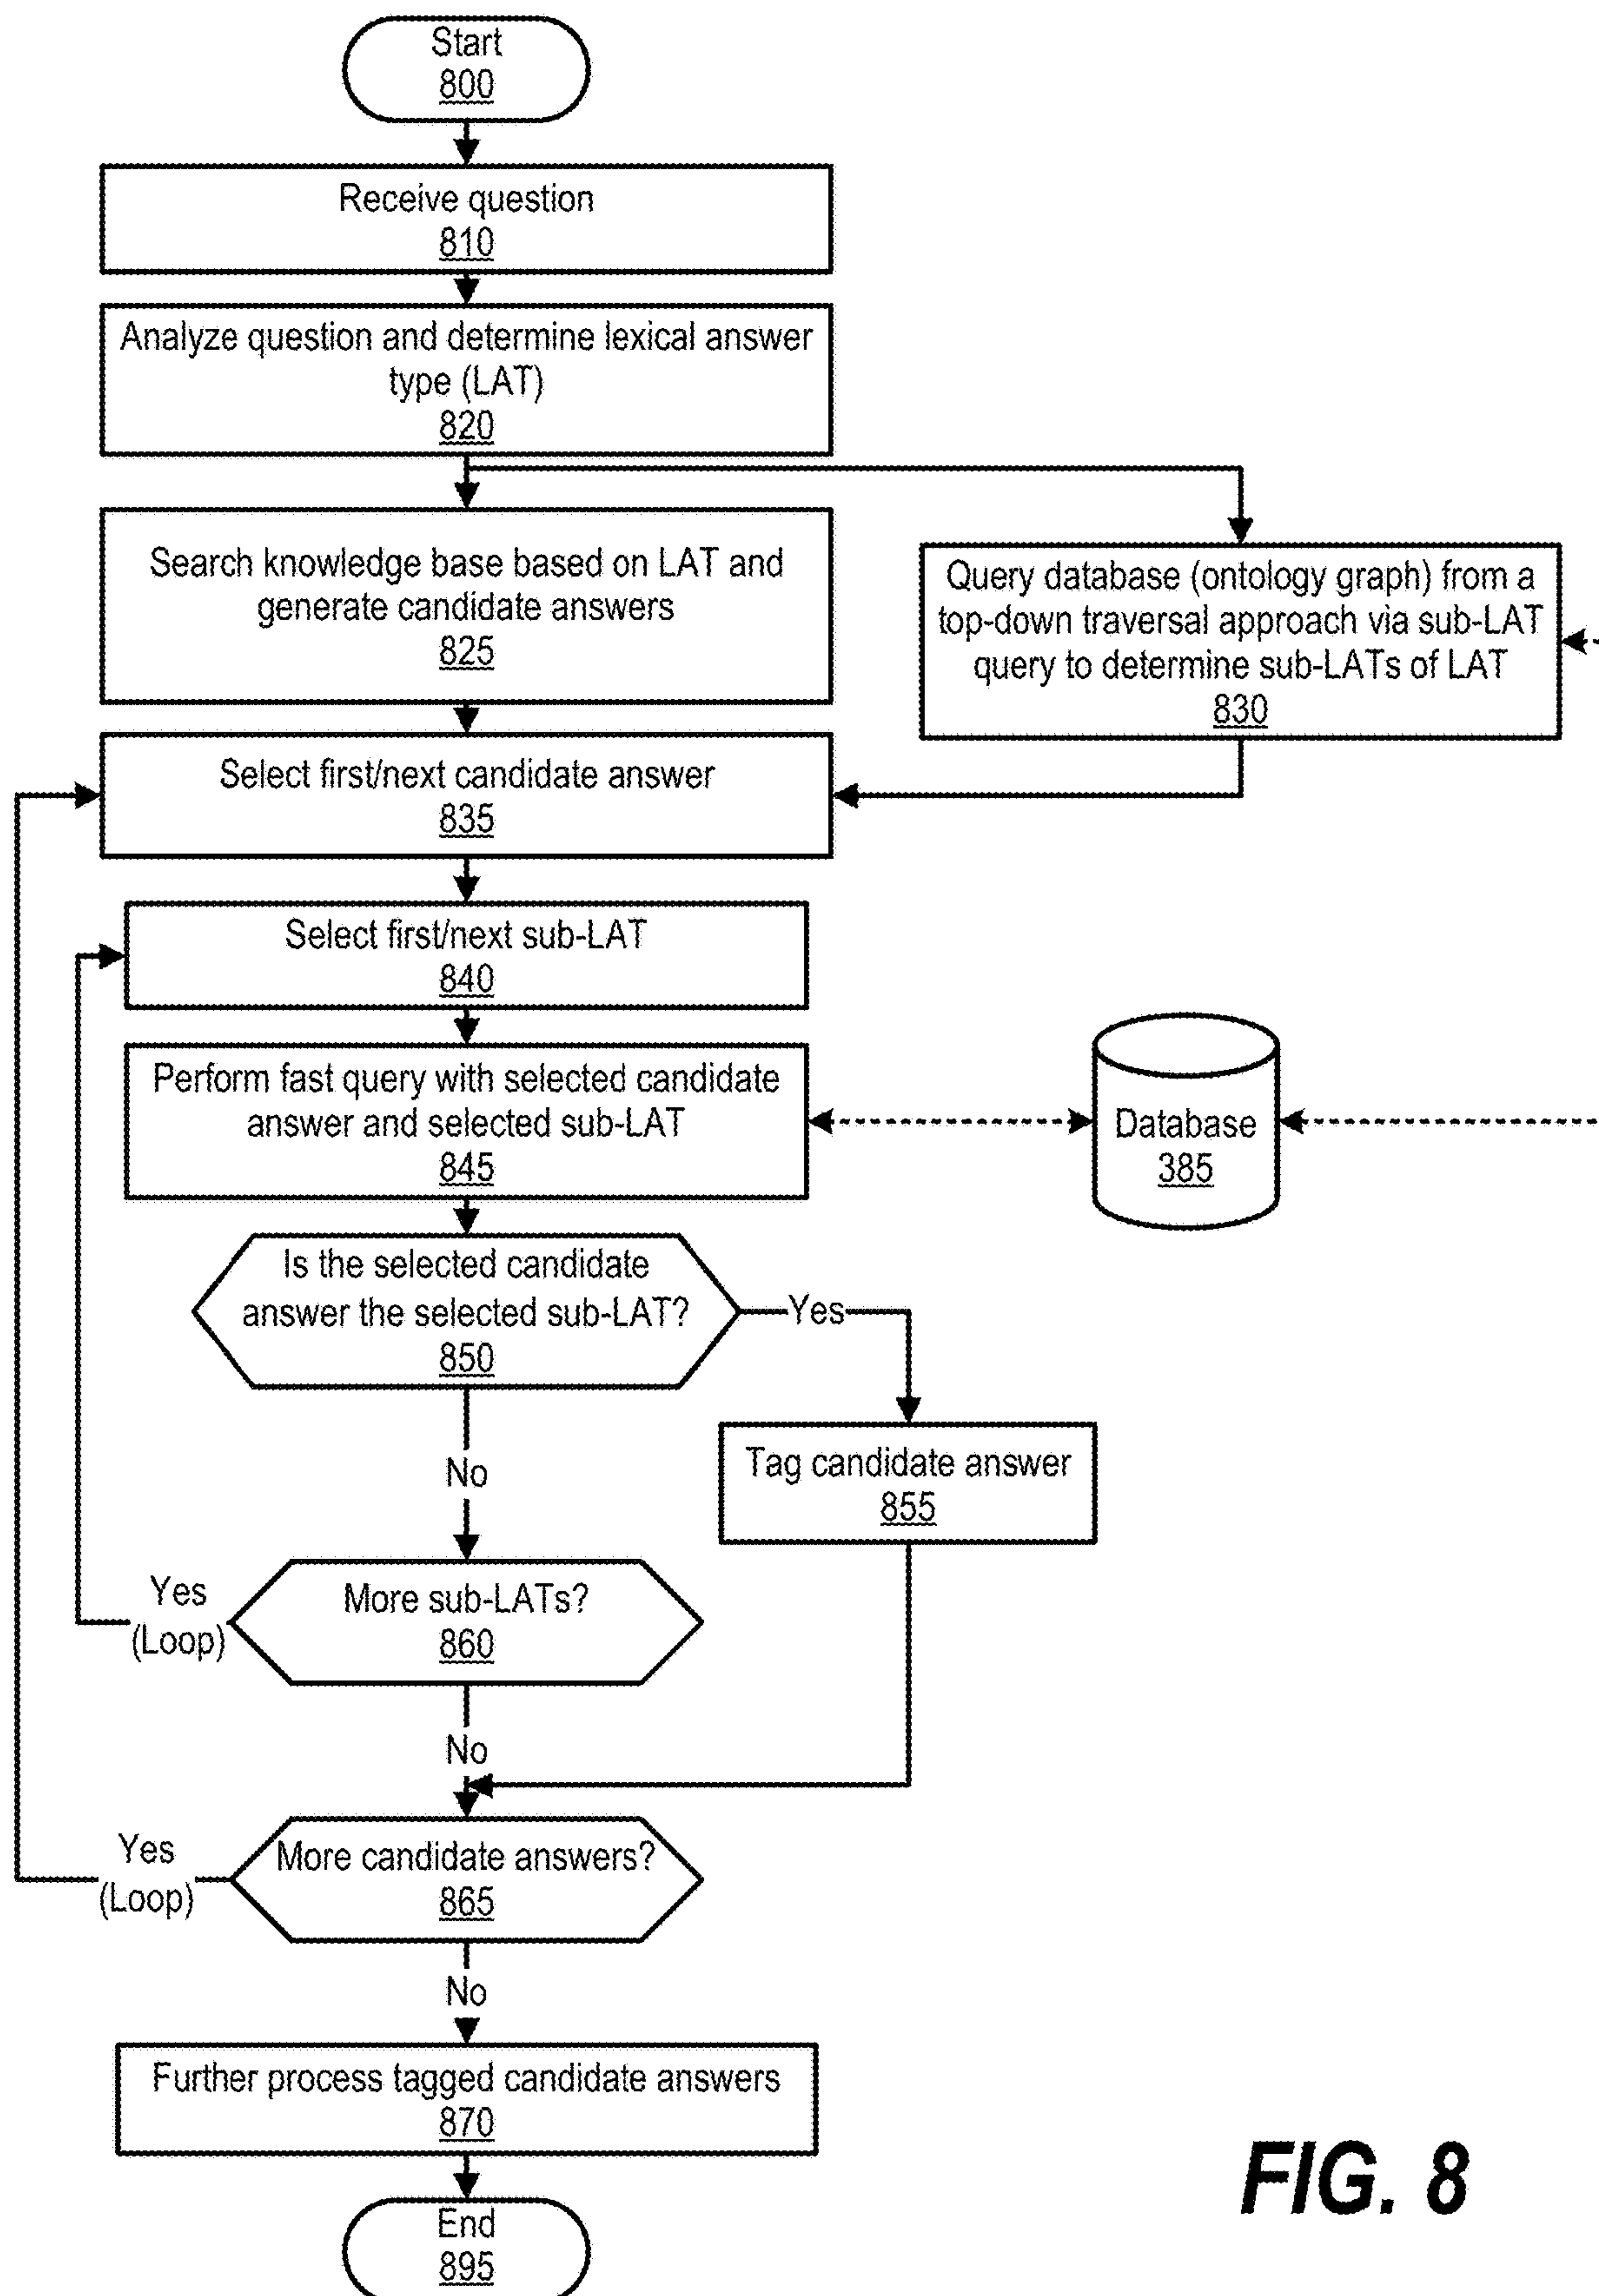 Start
800
Receive question
810
Analyze question and determine lexical answer
type (LAT)
820
Search knowledge base based on LAT and
generate candidate answers
825
Query database (ontology graph) from a
top-down traversal approach via sub-LAT
query to determine sub-LATs of LAT
830
Select first/next candidate answer
835
Select first/next sub-LAT
840
Perform fast query with selected candidate
answer and selected sub-LAT
845
Database
385
Is the selected candidate
answer the selected sub-LAT?
850
Yes
No
Tag candidate answer
855
Yes
(Loop)
More sub-LATs?
860
No
Yes
(Loop)
More candidate answers?
865
No
Further process tagged candidate answers
870
End
895
FIG. 8